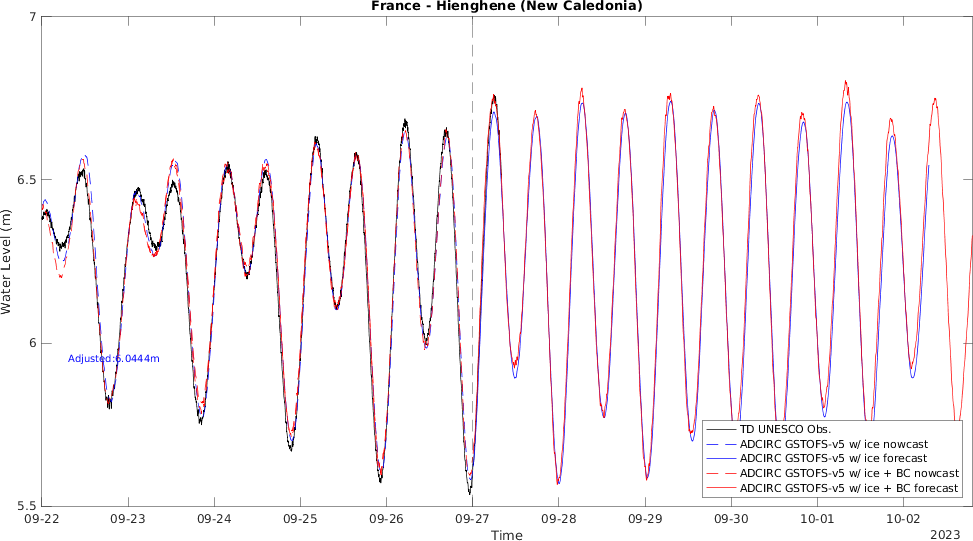 France - Hienghene (New Caledonia)
7
6.5
6
5.5
Water Level (m)
Adjusted:6.0444m
TD UNESCO Obs.
ADCIRC GSTOFS-v5 w/ ice nowcast
ADCIRC GSTOFS-v5 w/ ice forecast
ADCIRC GSTOFS-v5 w/ ice + BC nowcast
ADCIRC GSTOFS-v5 w/ ice + BC forecast
09-22 09-23 09-24 09-25 09-26 09-27 09-28 09-29 09-30 10-01 10-02
Time
2023